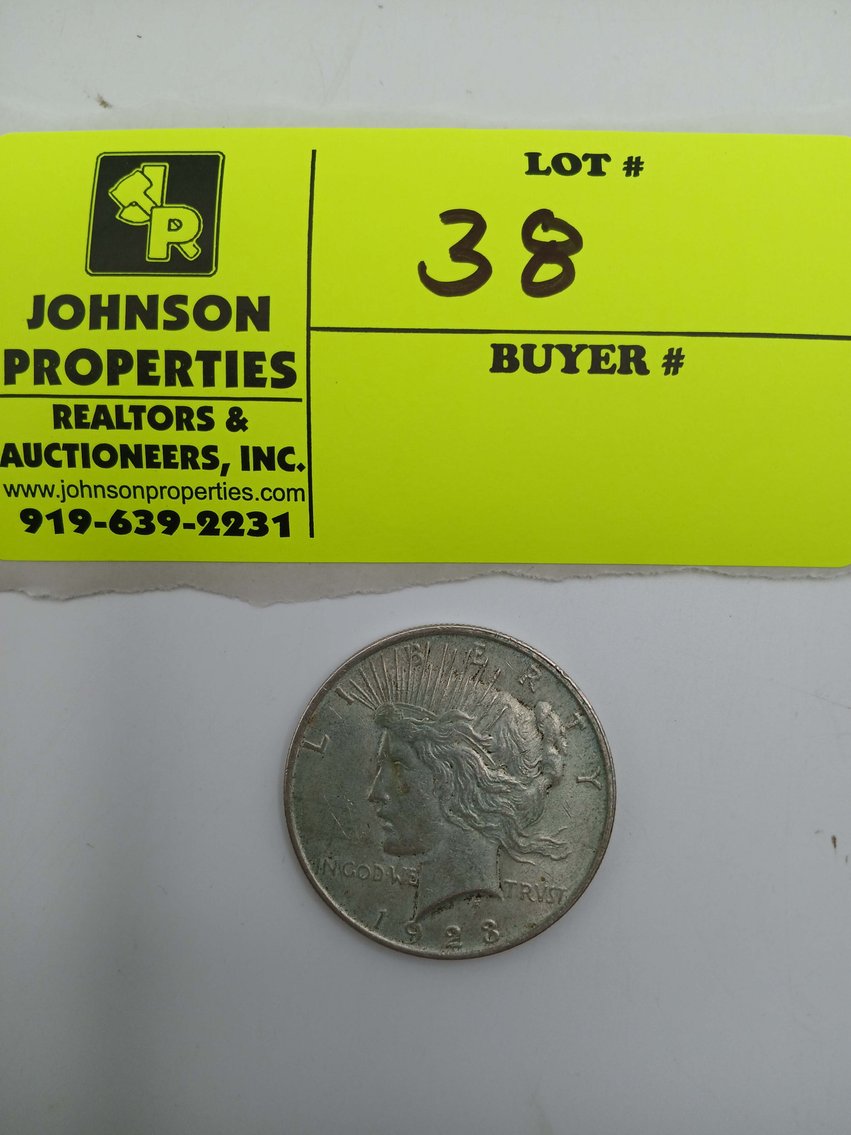 LOT #
38
JR
JOHNSON
PROPERTIES
REALTORS &
AUCTIONEERS, INC.
www.johnsonproperties.com
919-639-2231
BUYER #
LIBERTY
IN GOD WE TRUST
1923